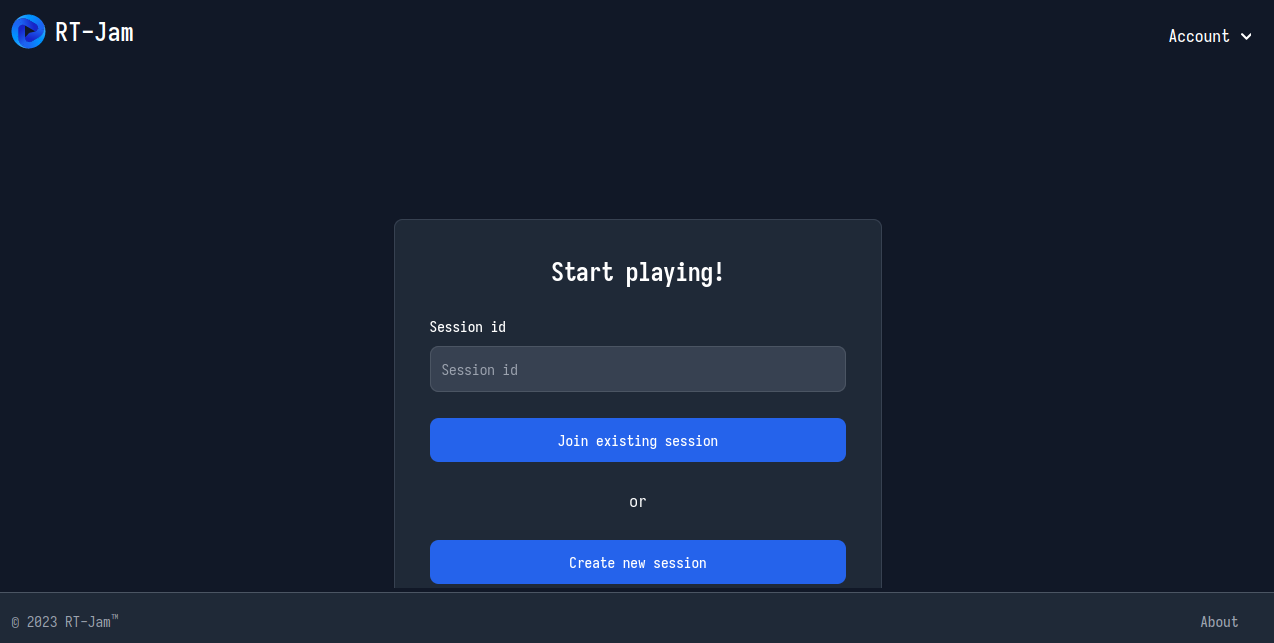 RT-Jam
Account
Start playing!
Session id
Session id
Join existing session
or
Create new session
© 2023 RT-Jam™
About